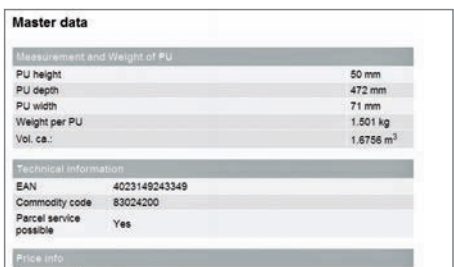 Master data
Measurement and Weight of PU
PU height 50 mm
PU depth 472 mm
PU width 71 mm
Weight per PU 1.501 kg
Vol. ca.: 1.6756 m³
Technical information
EAN 4023149243349
Commodity code 83024200
Parcel service possible Yes
Price info